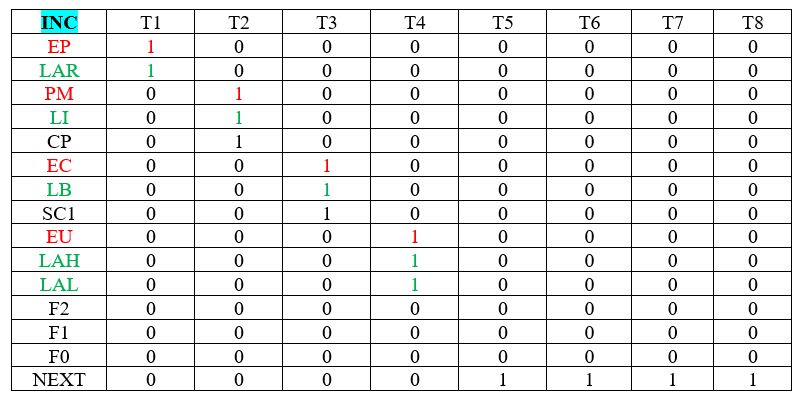 INC T1 T2 T3 T4 T5 T6 T7 T8
EP 1 0 0 0 0 0 0 0
LAR 1 0 0 0 0 0 0 0
PM 0 1 0 0 0 0 0 0
LI 0 1 0 0 0 0 0 0
CP 0 1 0 0 0 0 0 0
EC 0 0 1 0 0 0 0 0
LB 0 0 1 0 0 0 0 0
SC1 0 0 1 0 0 0 0 0
EU 0 0 0 1 0 0 0 0
LAH 0 0 0 1 0 0 0 0
LAL 0 0 0 1 0 0 0 0
F2 0 0 0 0 0 0 0 0
F1 0 0 0 0 0 0 0 0
F0 0 0 0 0 0 0 0 0
NEXT 0 0 0 0 1 1 1 1